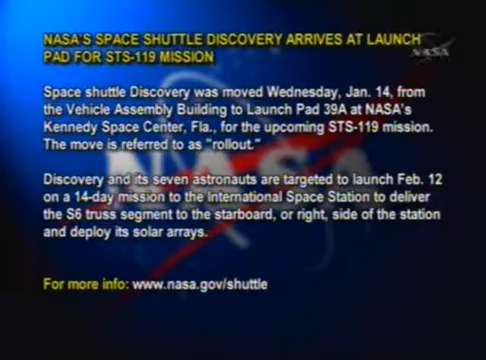 NASA'S SPACE SHUTTLE DISCOVERY ARRIVES AT LAUNCH
PAD FOR STS-119 MISSION
NASA
Space shuttle Discovery was moved Wednesday, Jan. 14, from
the Vehicle Assembly Building to Launch Pad 39A at NASA's
Kennedy Space Center, Fla., for the upcoming STS-119 mission.
The move is referred to as "rollout."
NASA
Discovery and its seven astronauts are targeted to launch Feb. 12
on a 14-day mission to the International Space Station to deliver
the S6 truss segment to the starboard, or right, side of the station
and deploy its solar arrays.
For more info: www.nasa.gov/shuttle